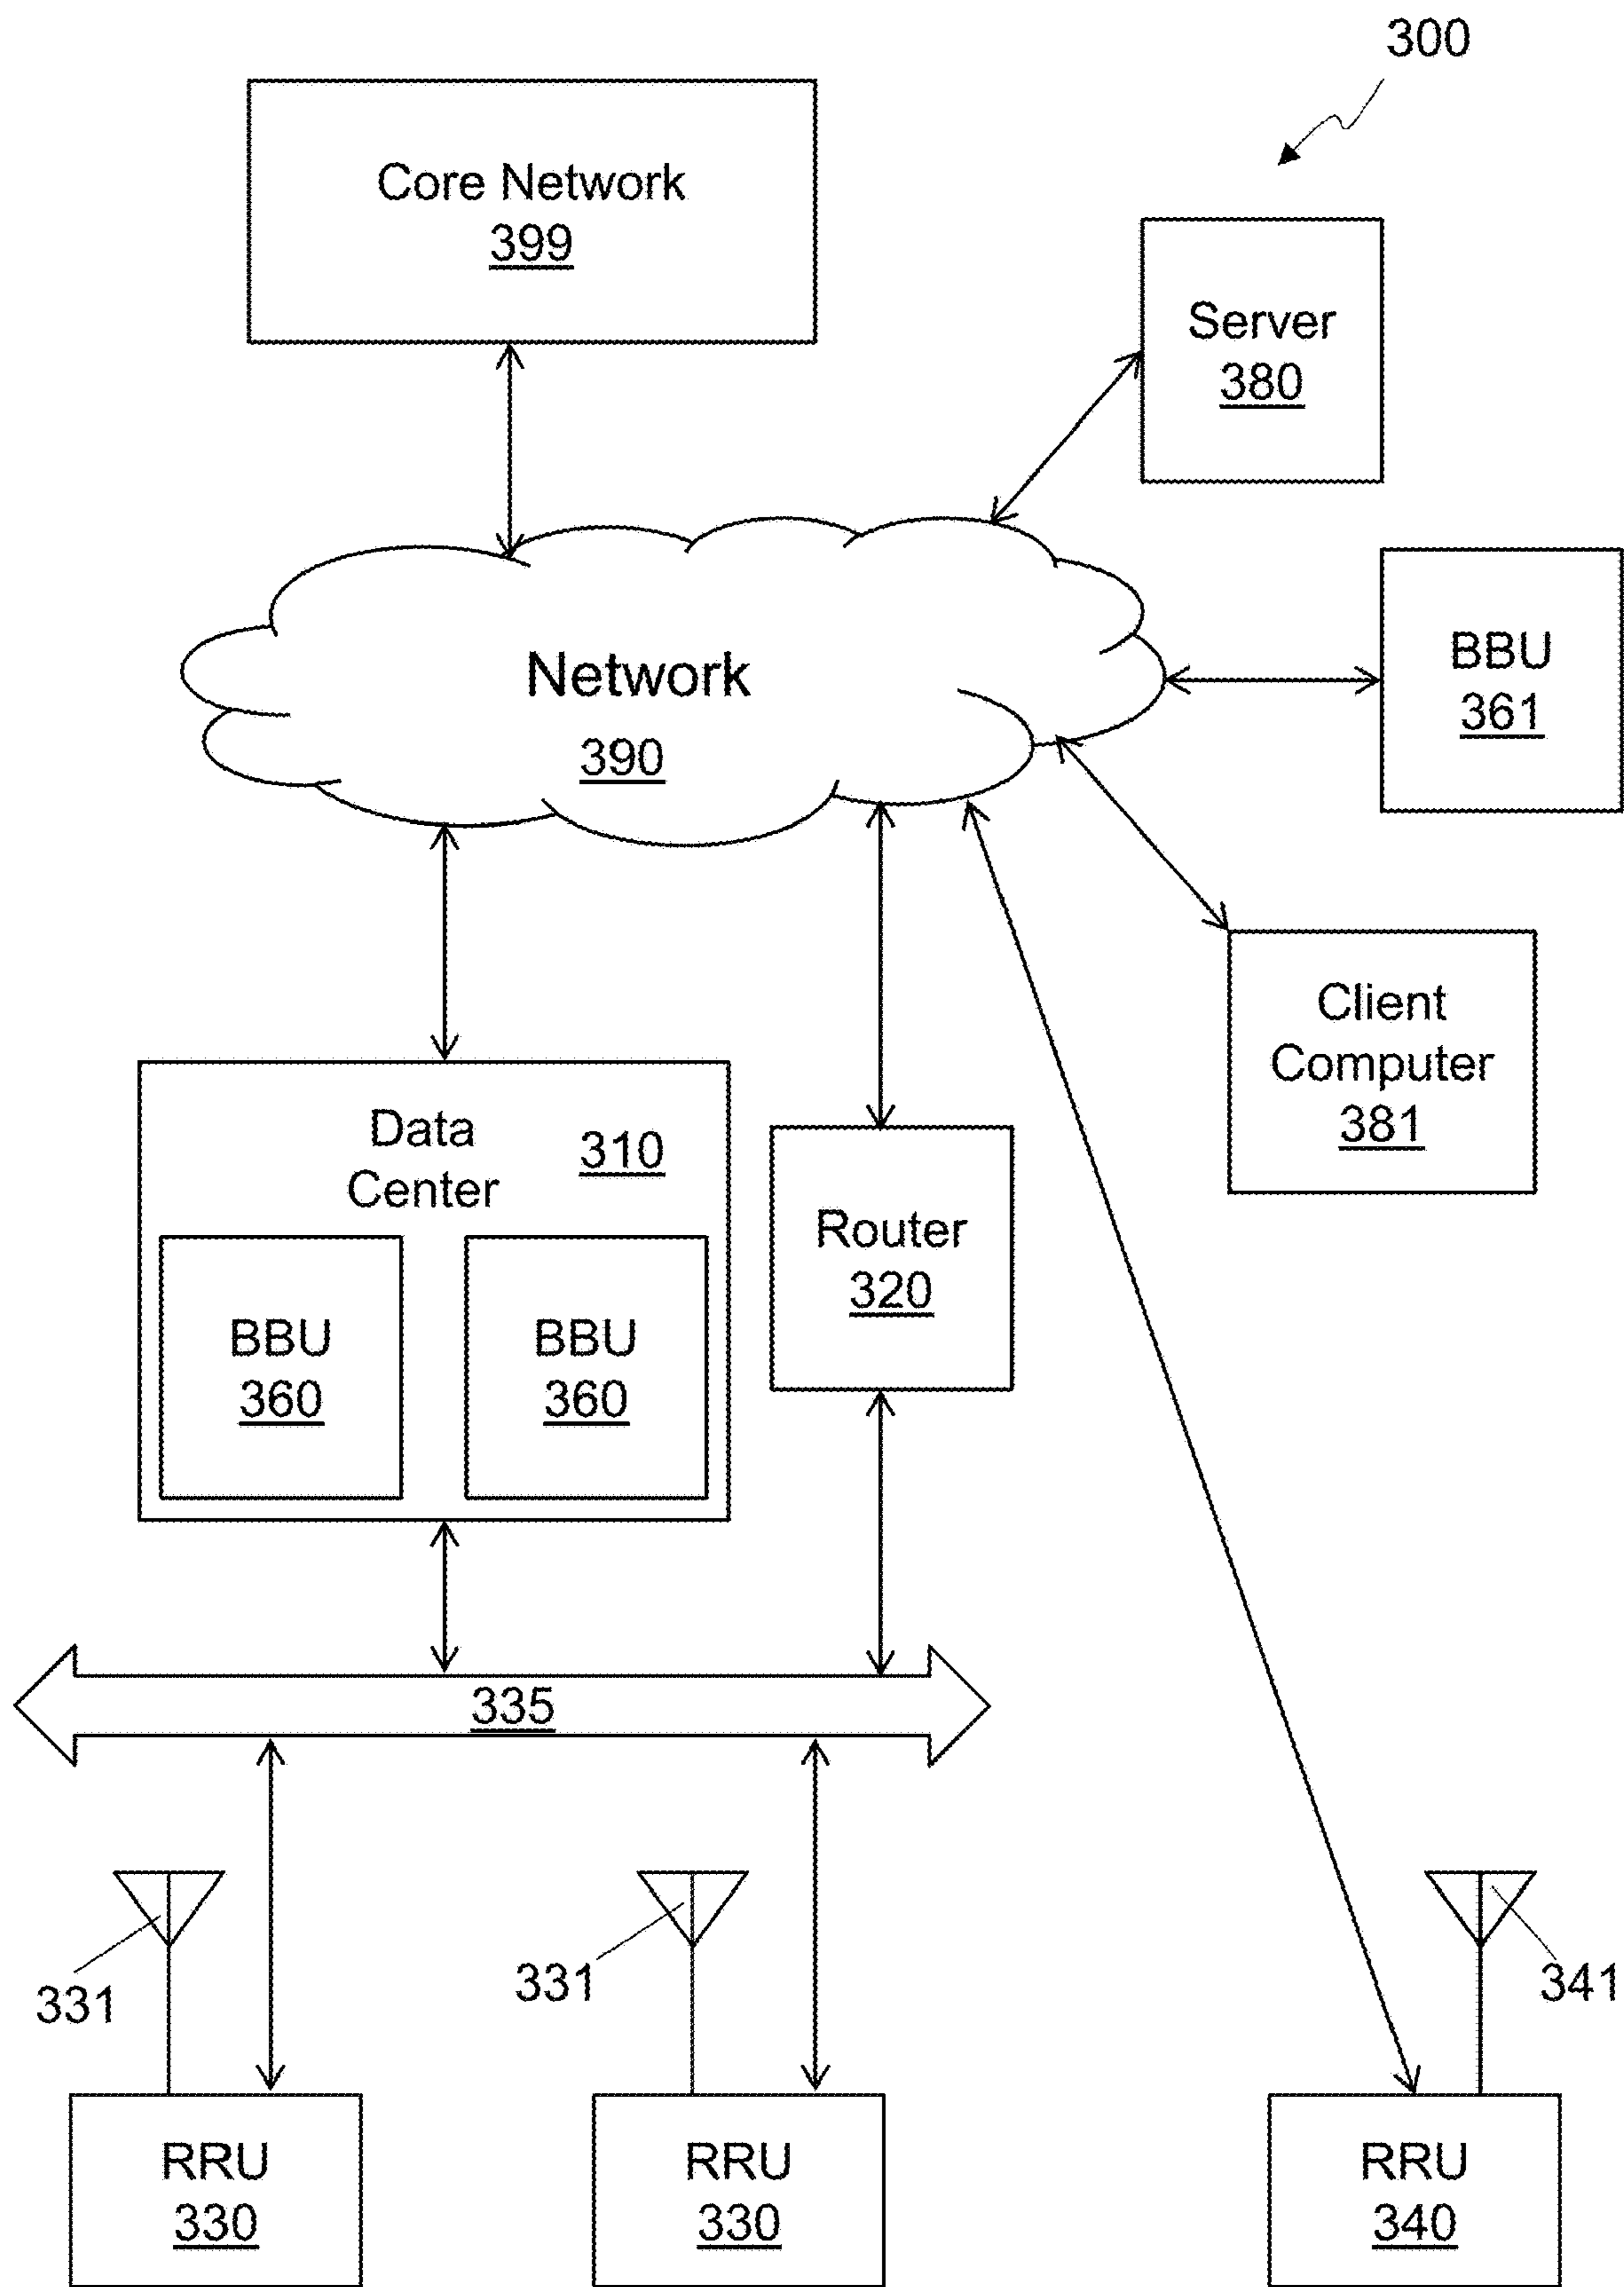 300
Core Network
399
Server
380
Network
390
BBU
361
Client
Computer
381
Data
Center
310
Router
320
BBU
360
BBU
360
335
331
331
341
RRU
330
RRU
330
RRU
340